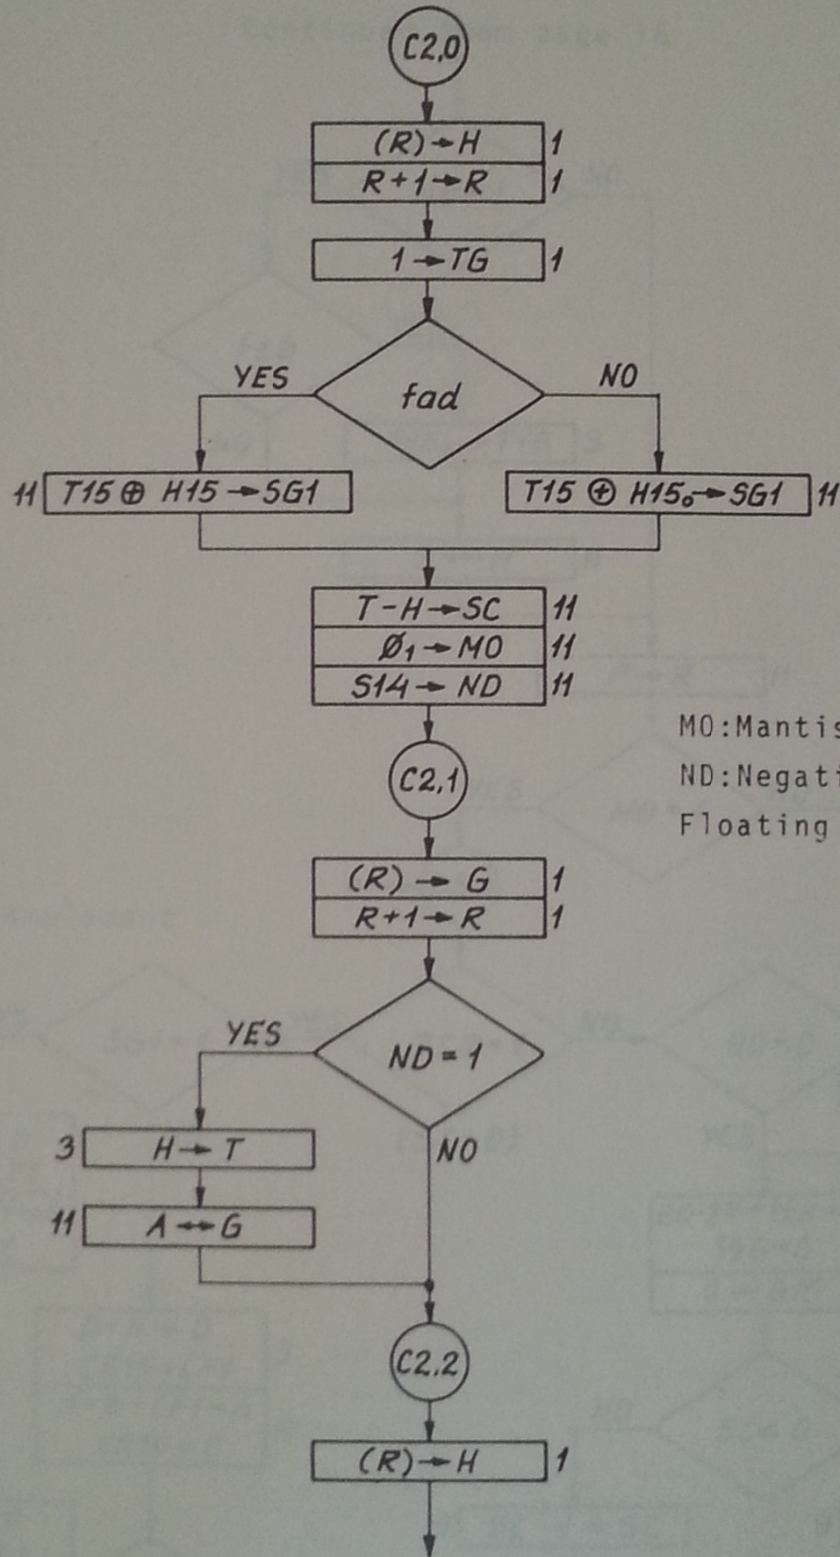 C2,0
(R)→H 1
R+1→R 1
1→TG 1
fad
YES
NO
11 T15 ⊕ H15→SG1
T15 ⊕ H15₀→SG1 11
T-H→SC 11
Ø₁→MO 11
S14→ND 11
MO:Mantis
C2,1
ND:Negati
Floating
(R)→G 1
R+1→R 1
ND=1
YES
NO
3 H→T
11 A↔G
C2,2
(R)→H 1